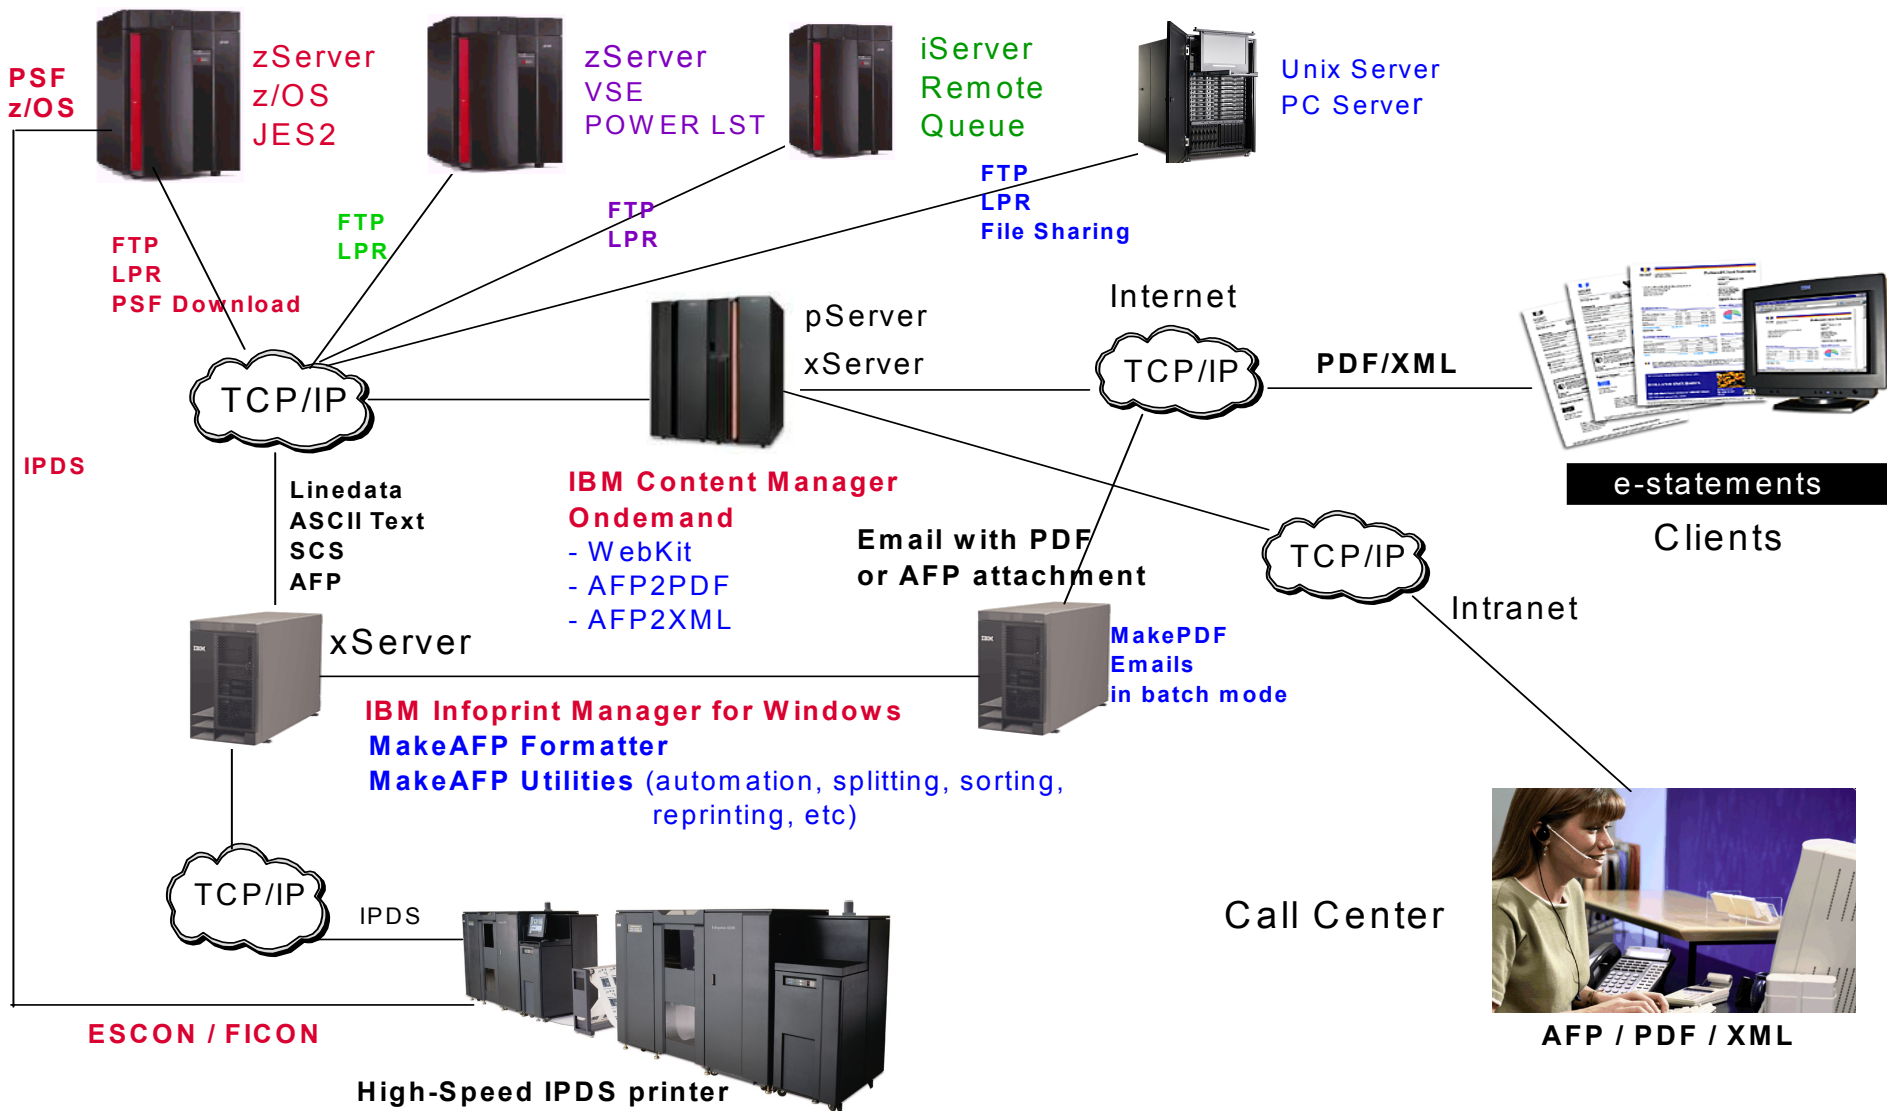 PSF
z/OS
zServer
z/OS
JES2
zServer
VSE
POWER LST
iServer
Remote
Queue
Unix Server
PC Server
FTP
LPR
PSF Download
FTP
LPR
FTP
LPR
FTP
LPR
File Sharing
TCP/IP
pServer
xServer
Internet
TCP/IP
PDF/XML
e-statements
Clients
IPDS
Linedata
ASCII Text
SCS
AFP
IBM Content Manager
Ondemand
- WebKit
- AFP2PDF
- AFP2XML
Email with PDF
or AFP attachment
TCP/IP
Intranet
xServer
MakePDF
Emails
in batch mode
IBM Infoprint Manager for Windows
MakeAFP Formatter
MakeAFP Utilities (automation, splitting, sorting,
reprinting, etc)
TCP/IP
IPDS
Call Center
ESCON / FICON
High-Speed IPDS printer
AFP / PDF / XML